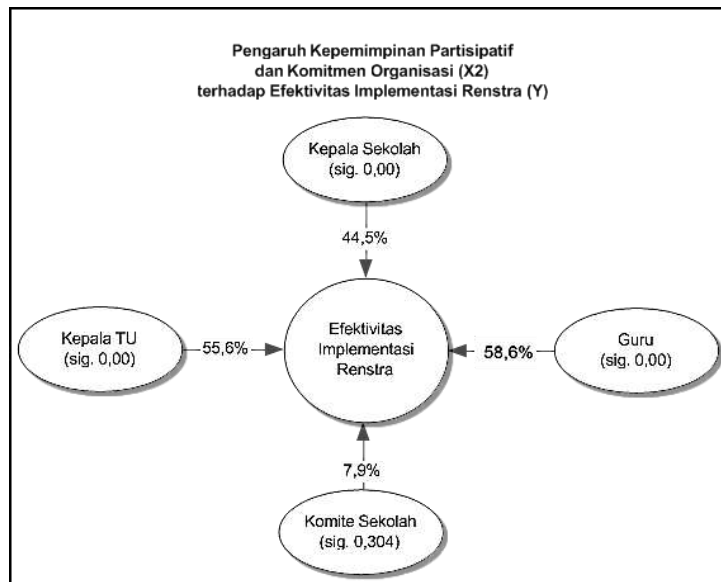 Pengaruh Kepemimpinan Partisipatif
dan Komitmen Organisasi (X2)
terhadap Efektivitas Implementasi Renstra (Y)
Kepala Sekolah
(sig. 0,00)
44,5%
Kepala TU
(sig. 0,00)
55,6%
Efektivitas
Implementasi
Renstra
58,6%
Guru
(sig. 0,00)
7,9%
Komite Sekolah
(sig. 0,304)